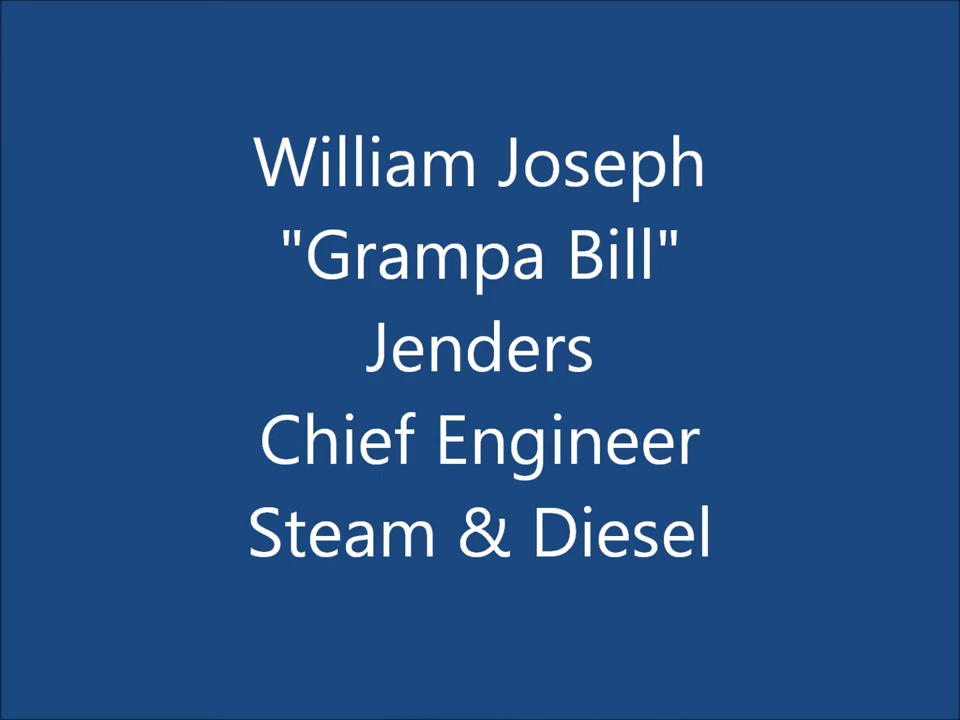 William Joseph
"Grampa Bill"
Jenders
Chief Engineer
Steam & Diesel